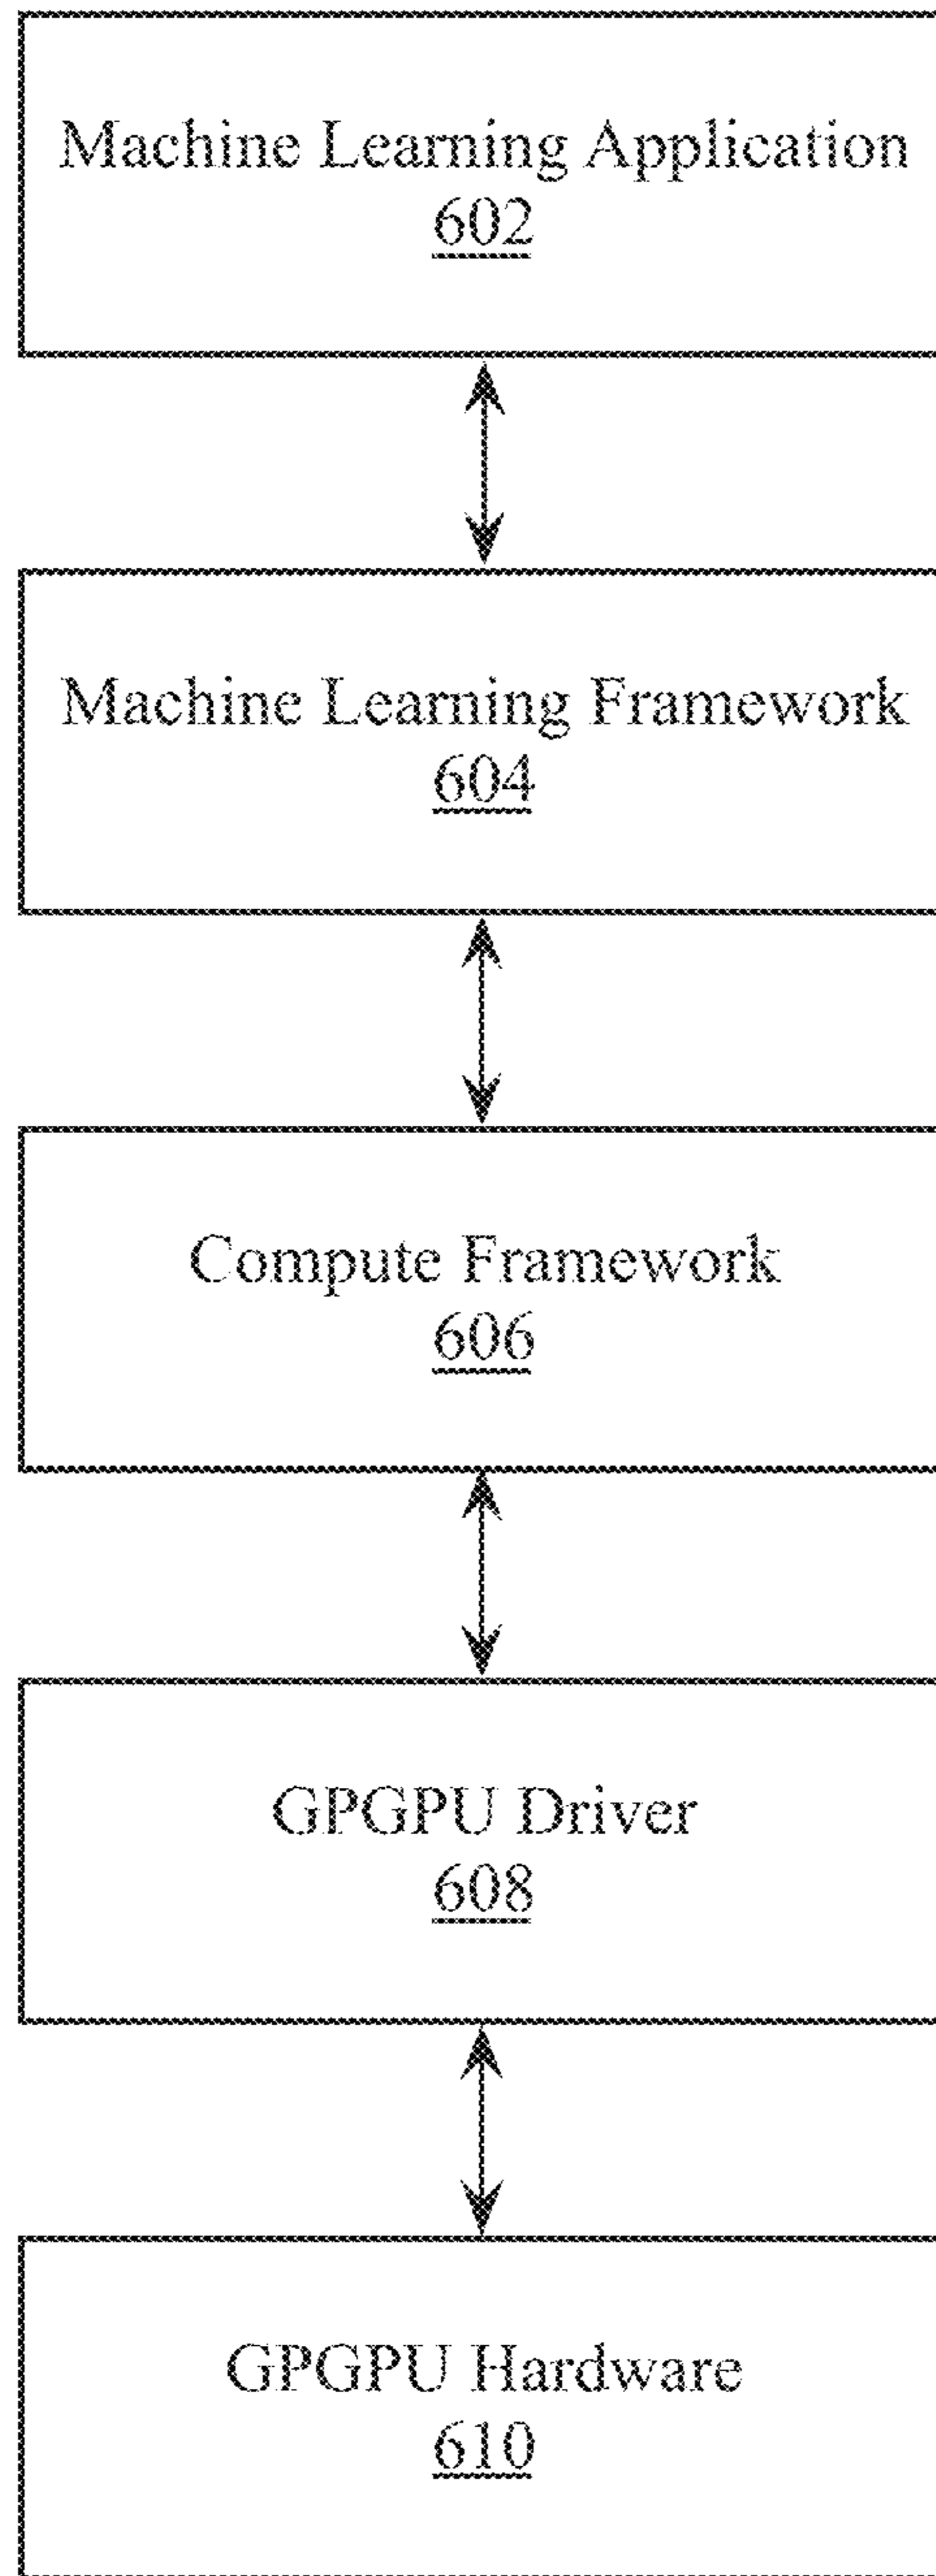 Machine Learning Application
602
Machine Learning Framework
604
Compute Framework
606
GPGPU Driver
608
GPGPU Hardware
610